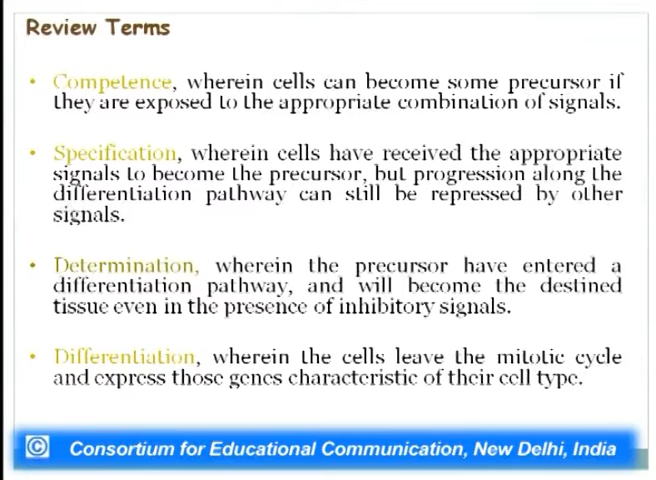 Review Terms
• Competence, wherein cells can become some precursor if
they are exposed to the appropriate combination of signals.
• Specification, wherein cells have received the appropriate
signals to become the precursor, but progression along the
differentiation pathway can still be repressed by other
signals.
• Determination, wherein the precursor have entered a
differentiation pathway, and will become the destined
tissue even in the presence of inhibitory signals.
• Differentiation, wherein the cells leave the mitotic cycle
and express those genes characteristic of their cell type.
© Consortium for Educational Communication, New Delhi, India